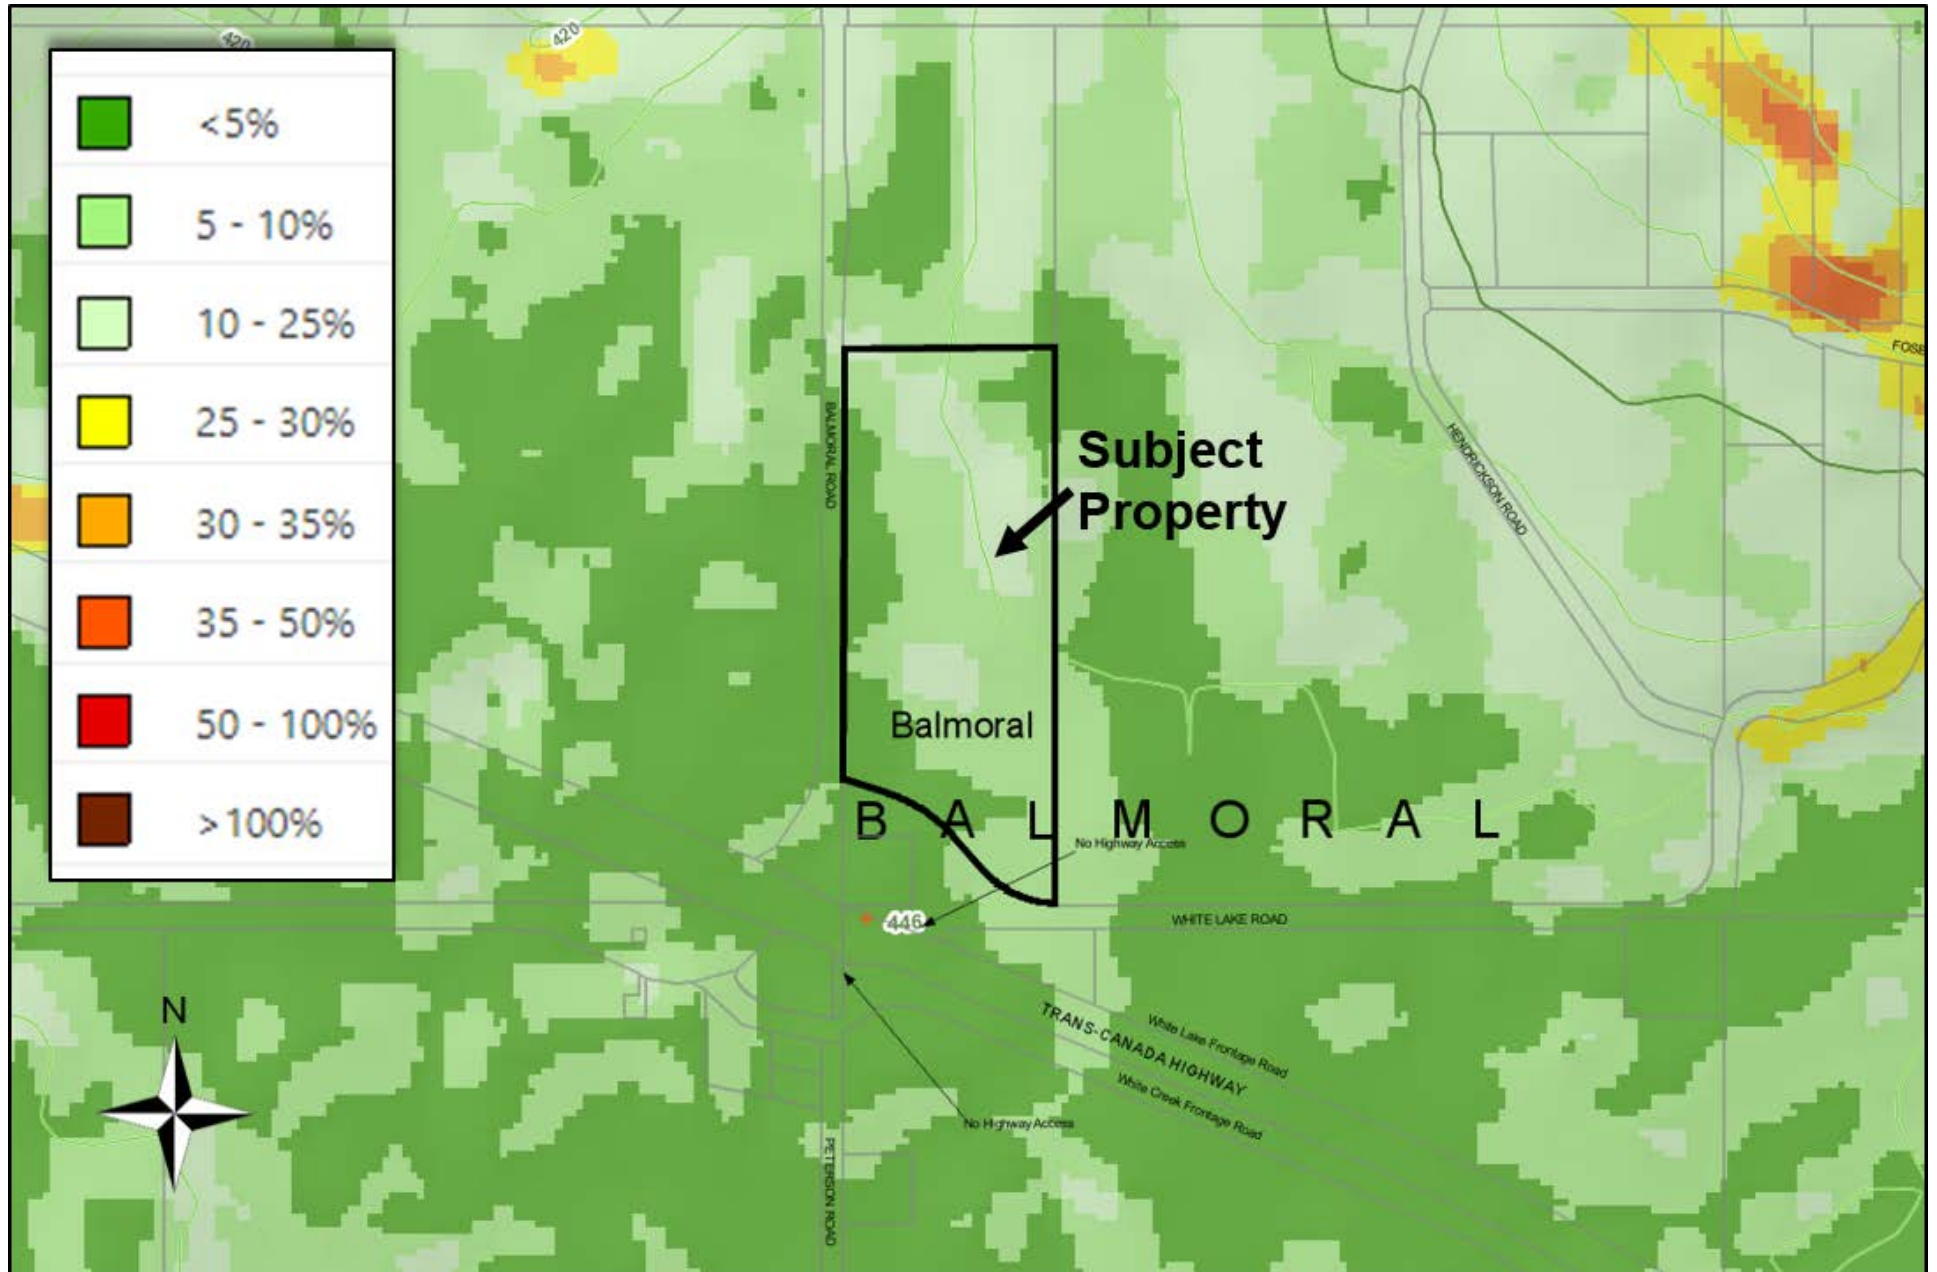 420
420
<5%
5 - 10%
10 - 25%
25 - 30%
30 - 35%
35 - 50%
50 - 100%
>100%
FOSB
BALMORAL ROAD
HENDRICKSON ROAD
Subject
Property
Balmoral
BALMORAL
No Highway Access
446
WHITE LAKE ROAD
N
White Lake Frontage Road
TRANS-CANADA HIGHWAY
White Creek Frontage Road
No Highway Access
PETERSON ROAD